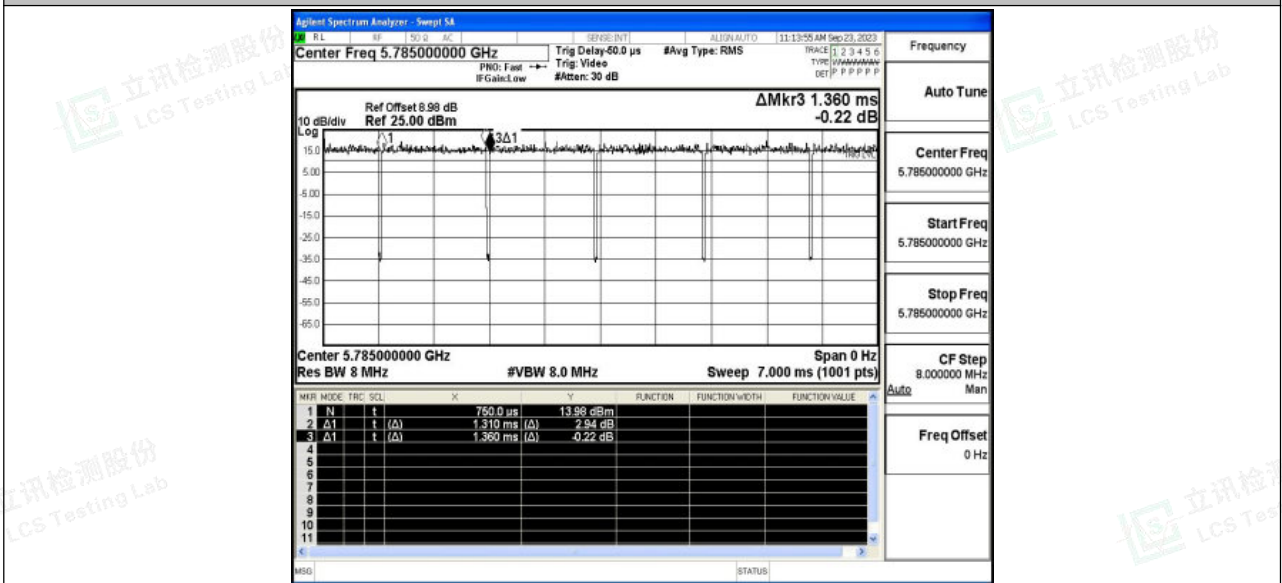 Agilent Spectrum Analyzer - Swept SA
RL RF 50 Ω AC SENSE:INT ALIGN AUTO 11:13:55 AM Sep 23, 2023
Center Freq 5.785000000 GHz
PNO: Fast
IFGain:Low
Trig Delay-50.0 µs
Trig: Video
#Atten: 30 dB
#Avg Type: RMS
TRACE 1 2 3 4 5 6
TYPE
DET P P P P P P
Frequency
Auto Tune
Ref Offset 8.98 dB
10 dB/div Ref 25.00 dBm
Log
ΔMkr3 1.360 ms
-0.22 dB
1
3Δ1
15.0
5.00
-5.00
-15.0
-25.0
-35.0
-45.0
-55.0
-65.0
TRIG LVL
Center 5.785000000 GHz Span 0 Hz
Res BW 8 MHz #VBW 8.0 MHz Sweep 7.000 ms (1001 pts)
Center Freq
5.785000000 GHz
Start Freq
5.785000000 GHz
Stop Freq
5.785000000 GHz
CF Step
8.000000 MHz
Auto Man
Freq Offset
0 Hz
MKR MODE TRC SCL X Y FUNCTION FUNCTION WIDTH FUNCTION VALUE
1 N t 750.0 µs 13.98 dBm
2 Δ1 t (Δ) 1.310 ms (Δ) 2.94 dB
3 Δ1 t (Δ) 1.360 ms (Δ) -0.22 dB
4
5
6
7
8
9
10
11
MSG STATUS
立讯检测股份
LCS Testing Lab
立讯检测股份
LCS Testing Lab
立讯检测股份
LCS Testing Lab
立讯检
LCS Tes